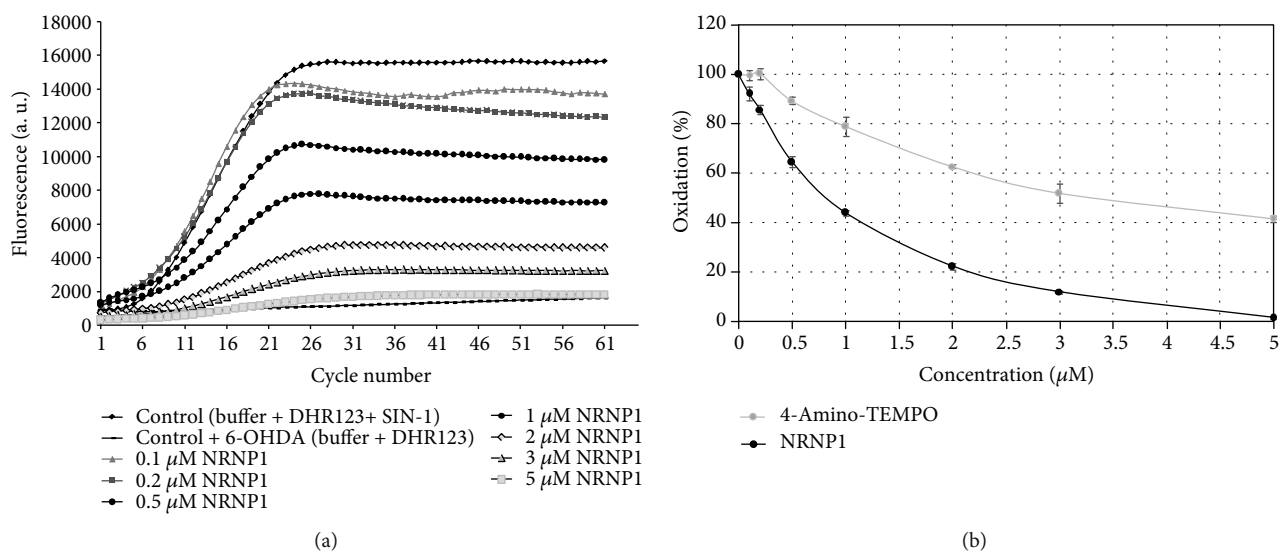 18000
16000
14000
12000
10000
8000
6000
4000
2000
0
Fluorescence (a. u.)
1 6 11 16 21 26 31 36 41 46 51 56 61
Cycle number
Control (buffer + DHR123+ SIN-1)
Control + 6-OHDA (buffer + DHR123)
0.1 μM NRNP1
0.2 μM NRNP1
0.5 μM NRNP1
1 μM NRNP1
2 μM NRNP1
3 μM NRNP1
5 μM NRNP1
(a)
120
100
80
60
40
20
0
Oxidation (%)
0 0.5 1 1.5 2 2.5 3 3.5 4 4.5 5
Concentration (μM)
4-Amino-TEMPO
NRNP1
(b)